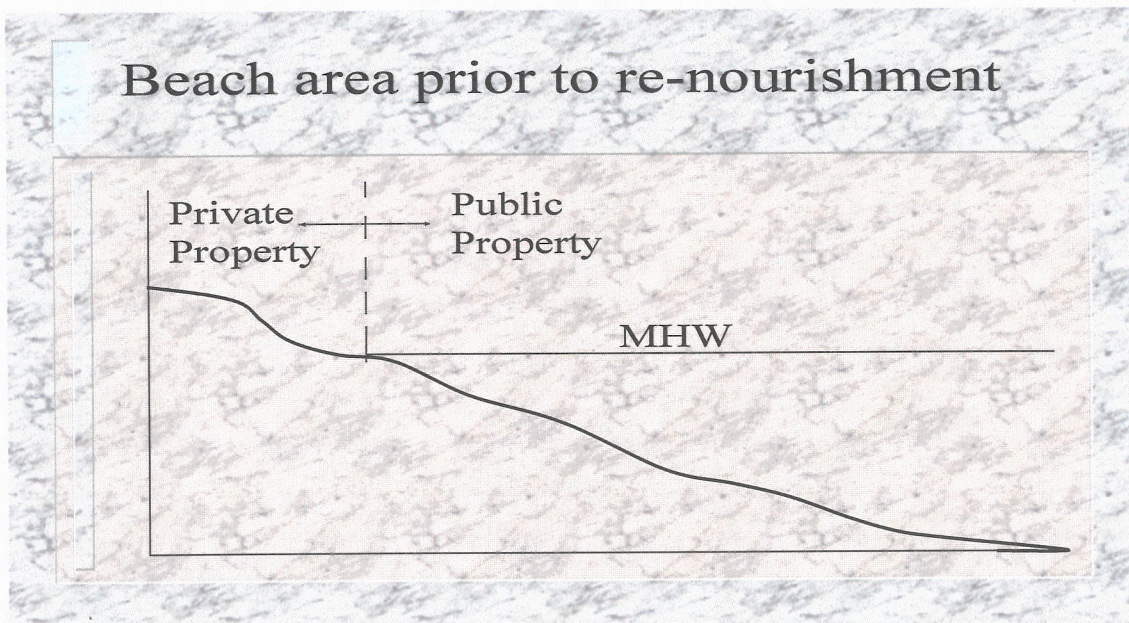 Beach area prior to re-nourishment
Private
Property
Public
Property
MHW